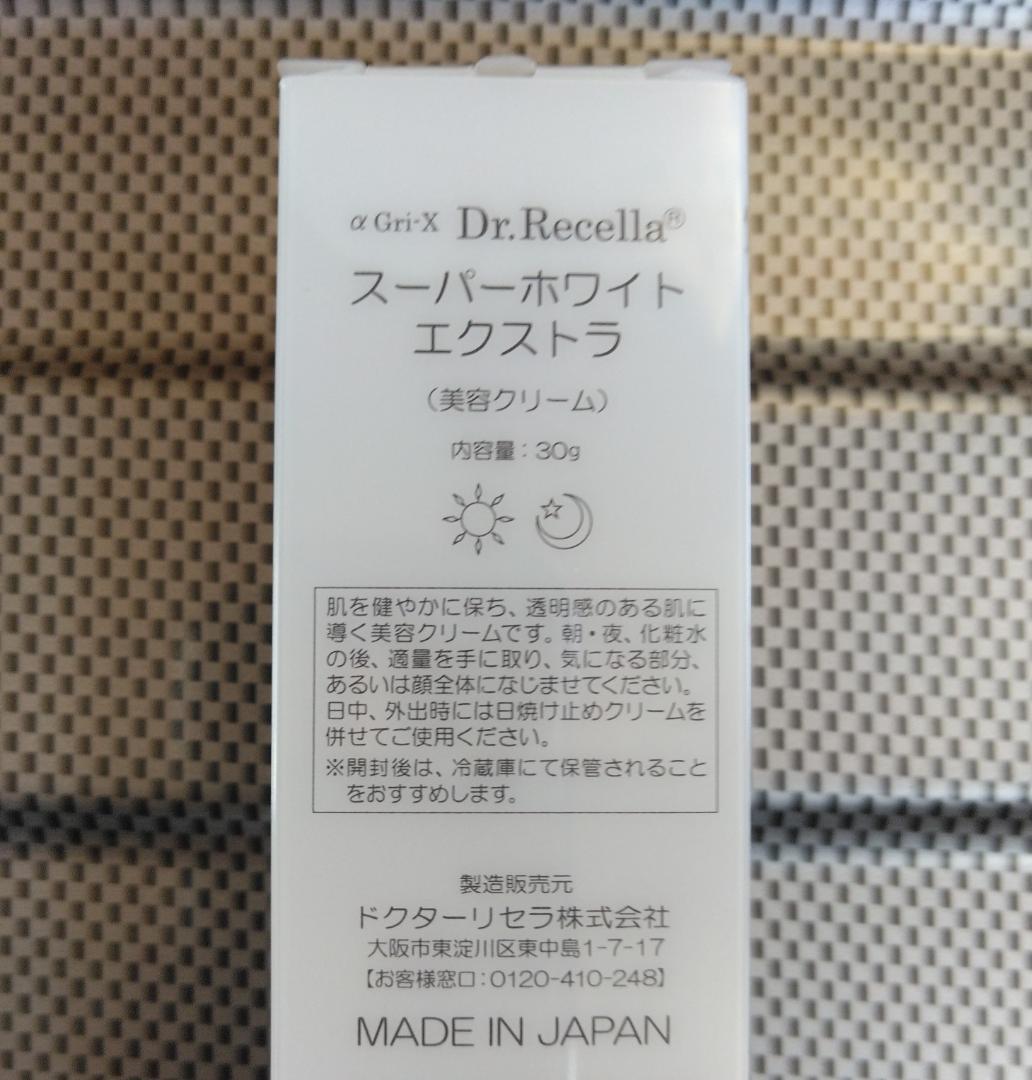 α Gri-X Dr.Recella®
スーパーホワイト
エクストラ
（美容クリーム）
内容量：30g
肌を健やかに保ち、透明感のある肌に
導く美容クリームです。朝・夜、化粧水
の後、適量を手に取り、気になる部分、
あるいは顔全体になじませてください。
日中、外出時には日焼け止めクリームを
併せてご使用ください。
※開封後は、冷蔵庫にて保管されること
をおすすめします。
製造販売元
ドクターリセラ株式会社
大阪市東淀川区東中島1-7-17
【お客様窓口：0120-410-248】
MADE IN JAPAN